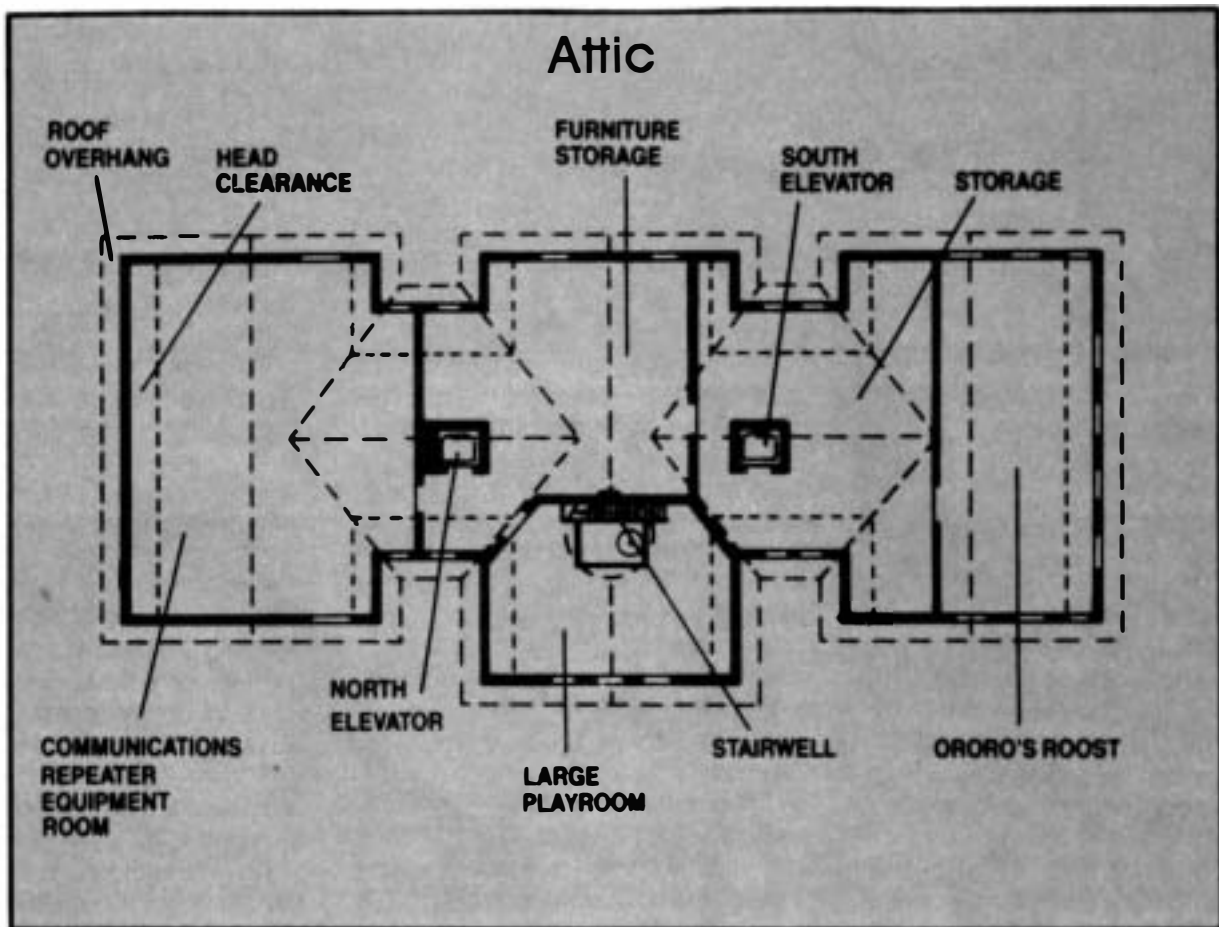 Attic
ROOF
OVERHANG
HEAD
CLEARANCE
FURNITURE
STORAGE
SOUTH
ELEVATOR
STORAGE
NORTH
ELEVATOR
COMMUNICATIONS
REPEATER
EQUIPMENT
ROOM
LARGE
PLAYROOM
STAIRWELL
ORORO'S ROOST